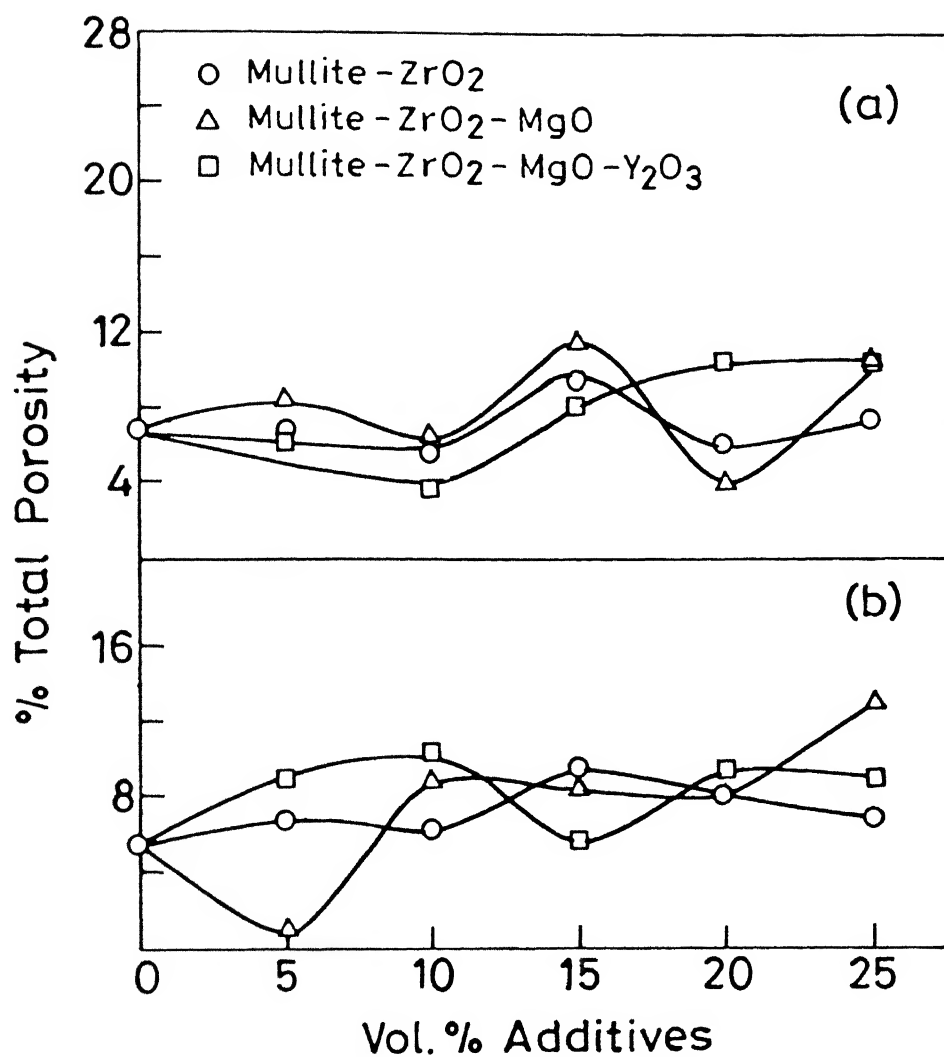 28
○ Mullite-ZrO₂
△ Mullite-ZrO₂-MgO
□ Mullite-ZrO₂-MgO-Y₂O₃
(a)
20
12
4
% Total Porosity
(b)
16
8
0 5 10 15 20 25
Vol.% Additives